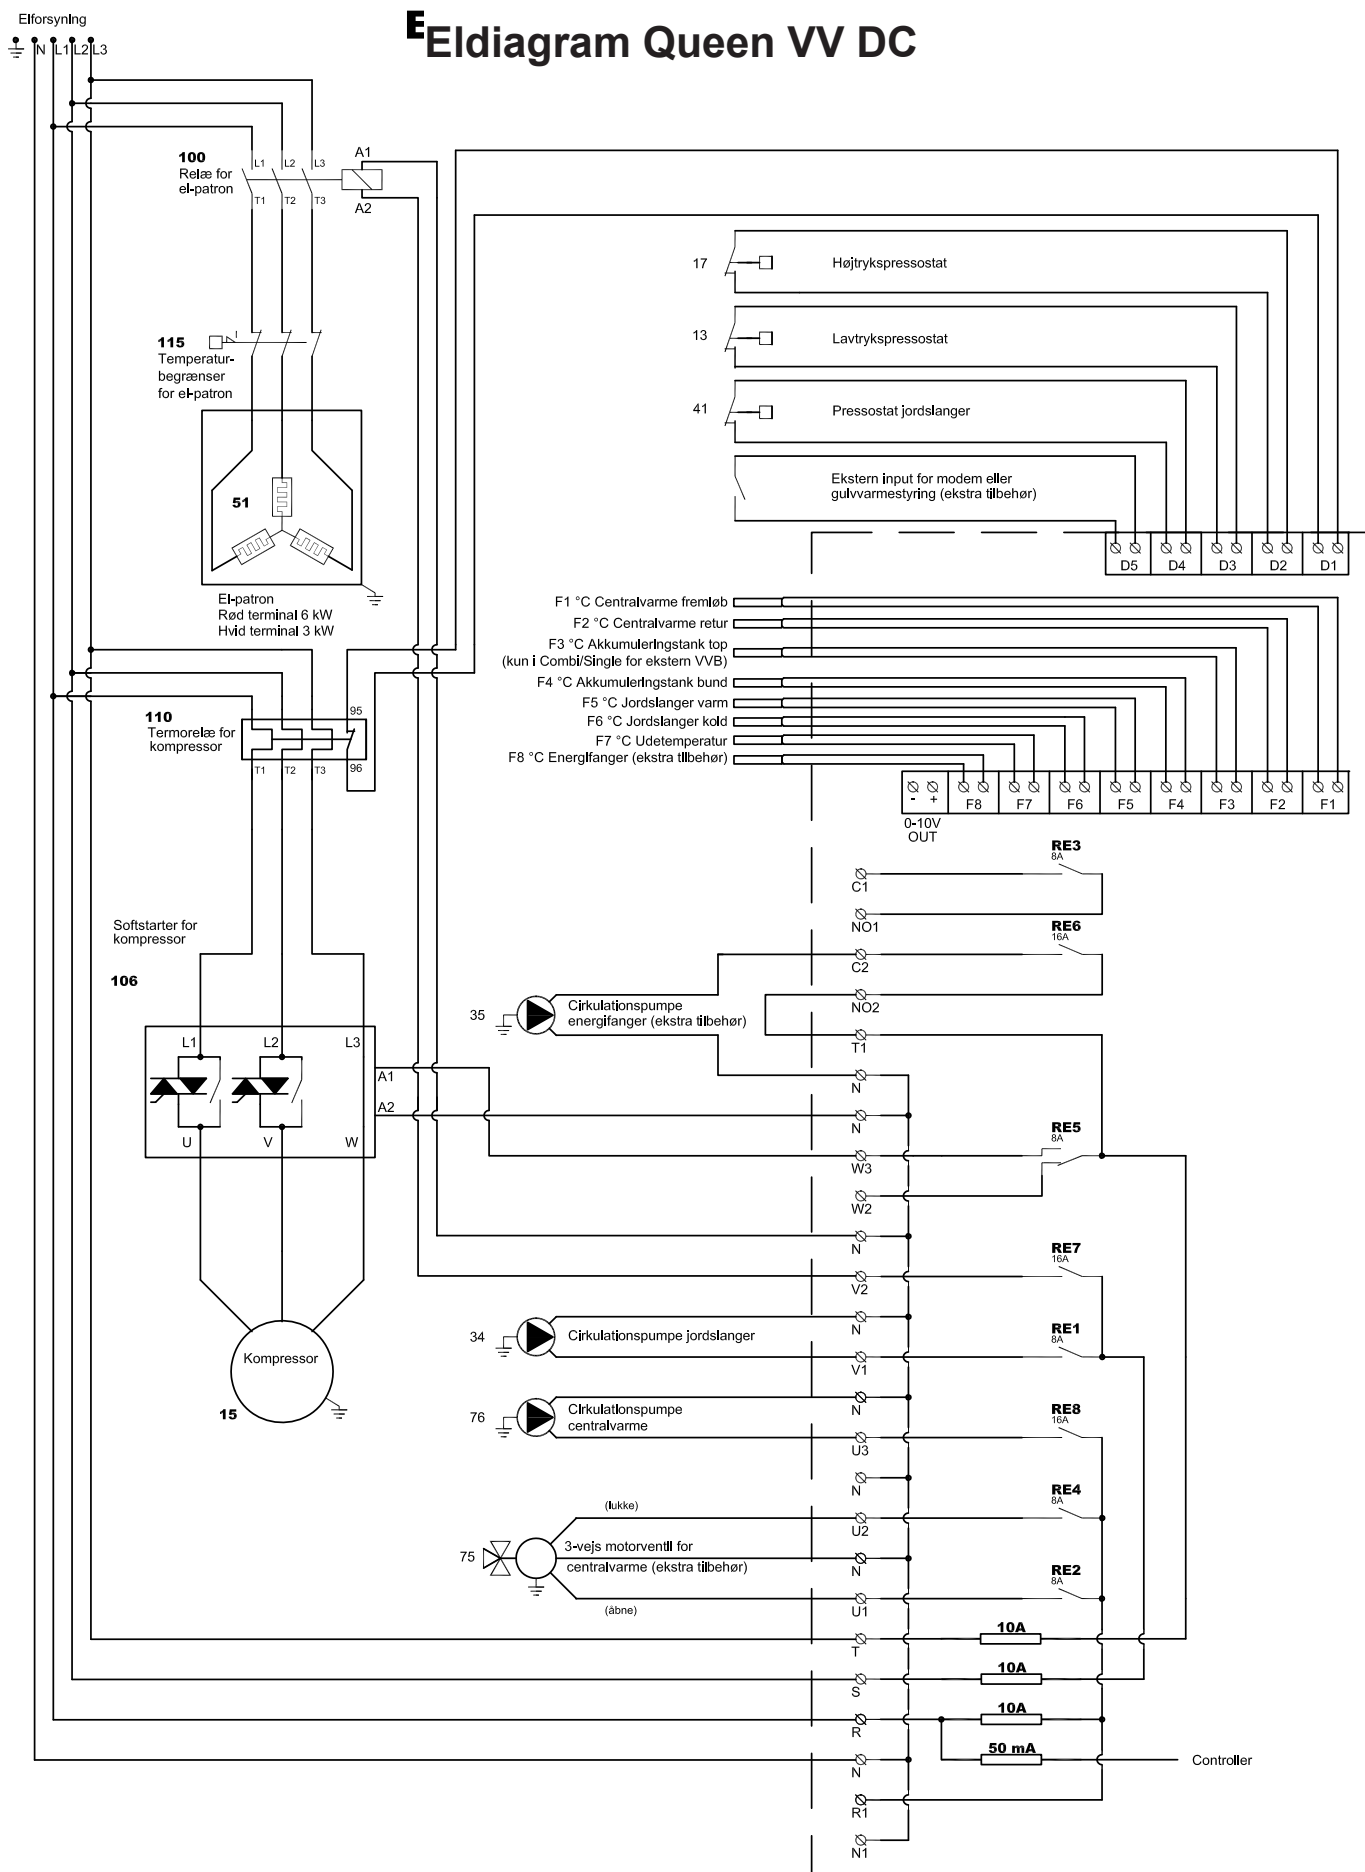 Elforsyning
N L1 L2 L3
E
Eldiagram Queen VV DC
100
Relæ for
el-patron
L1 L2 L3
T1 T2 T3
A1
A2
17
Højtrykspressostat
13
Lavtrykspressostat
41
Pressostat jordslanger
Ekstern input for modem eller
gulvvarmestyring (ekstra tilbehør)
115
Temperatur-
begrænser
for el-patron
51
El-patron
Rød terminal 6 kW
Hvid terminal 3 kW
D5 D4 D3 D2 D1
F1 °C Centralvarme fremløb
F2 °C Centralvarme retur
F3 °C Akkumuleringstank top
(kun i Combi/Single for ekstern VVB)
F4 °C Akkumuleringstank bund
F5 °C Jordslanger varm
F6 °C Jordslanger kold
F7 °C Udetemperatur
F8 °C Energifanger (ekstra tilbehør)
110
Termorelæ for
kompressor
95
96
T1 T2 T3
- +
0-10V
OUT
F8 F7 F6 F5 F4 F3 F2 F1
Softstarter for
kompressor
106
L1 L2 L3
A1
A2
U V W
Kompressor
15
35
Cirkulationspumpe
energifanger (ekstra tilbehør)
34
Cirkulationspumpe jordslanger
76
Cirkulationspumpe
centralvarme
75
(lukke)
3-vejs motorventil for
centralvarme (ekstra tilbehør)
(åbne)
C1
RE3
8A
NO1
C2
RE6
16A
NO2
T1
N
N
W3
RE5
8A
W2
N
V2
RE7
16A
N
V1
RE1
8A
N
U3
RE8
16A
N
U2
RE4
8A
N
U1
RE2
8A
T
10A
S
10A
R
10A
N
50 mA
Controller
R1
N1